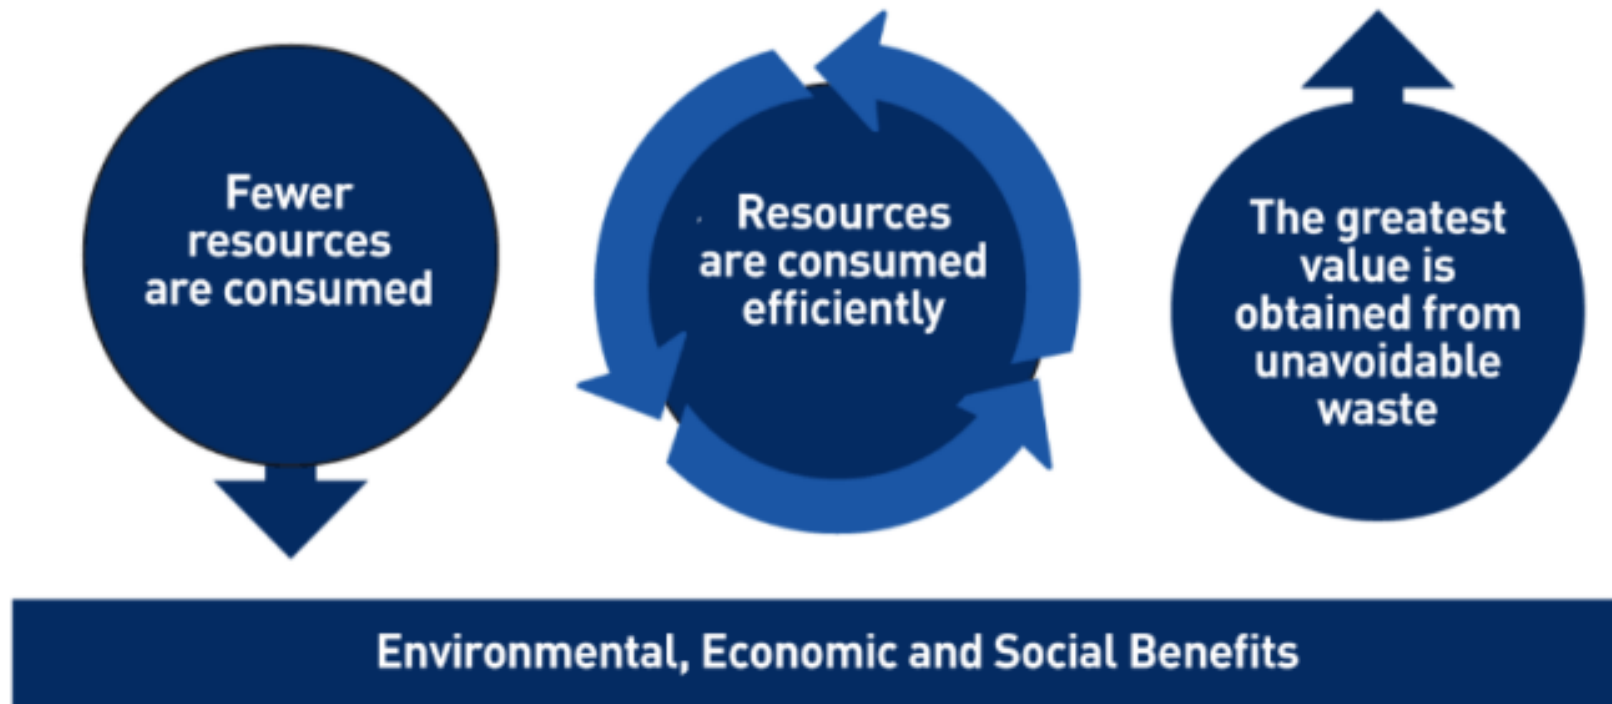 Fewer
resources
are consumed
Resources
are consumed
efficiently
The greatest
value is
obtained from
unavoidable
waste
Environmental, Economic and Social Benefits